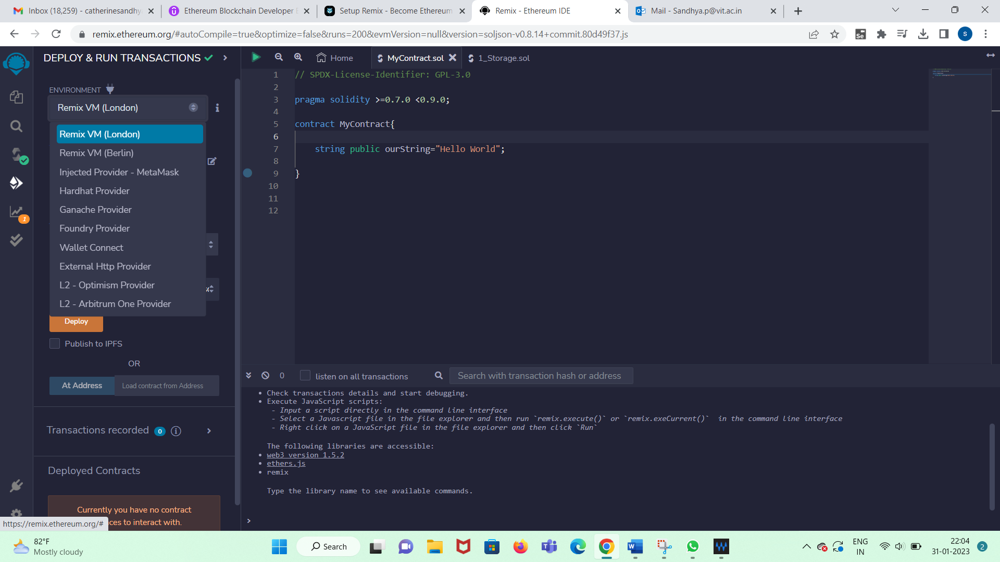 Inbox (18,259) - catherinesandhy
Ethereum Blockchain Developer
Setup Remix - Become Ethereum
Remix - Ethereum IDE
Mail - Sandhya.p@vit.ac.in
remix.ethereum.org/#autoCompile=true&optimize=false&runs=200&evmVersion=null&version=soljson-v0.8.14+commit.80d49f37.js
Se
S
DEPLOY & RUN TRANSACTIONS
Home
MyContract.sol
1_Storage.sol
ENVIRONMENT
Remix VM (London)
Remix VM (London)
Remix VM (Berlin)
Injected Provider - MetaMask
Hardhat Provider
Ganache Provider
Foundry Provider
Wallet Connect
External Http Provider
L2 - Optimism Provider
L2 - Arbitrum One Provider
1
Deploy
Publish to IPFS
OR
At Address
Load contract from Address
Transactions recorded 0
Deployed Contracts
Currently you have no contract
nces to interact with.
https://remix.ethereum.org/#
1 // SPDX-License-Identifier: GPL-3.0
2
3 pragma solidity >=0.7.0 <0.9.0;
4
5 contract MyContract{
6
7 string public ourString="Hello World";
8
9 }
10
11
12
0
listen on all transactions
Search with transaction hash or address
• Check transactions details and start debugging.
• Execute JavaScript scripts:
- Input a script directly in the command line interface
- Select a Javascript file in the file explorer and then run `remix.execute()` or `remix.exeCurrent()` in the command line interface
- Right click on a JavaScript file in the file explorer and then click `Run`
The following libraries are accessible:
• web3 version 1.5.2
• ethers.js
• remix
Type the library name to see available commands.
>
82°F
Mostly cloudy
Search
ENG
IN
22:04
31-01-2023
2